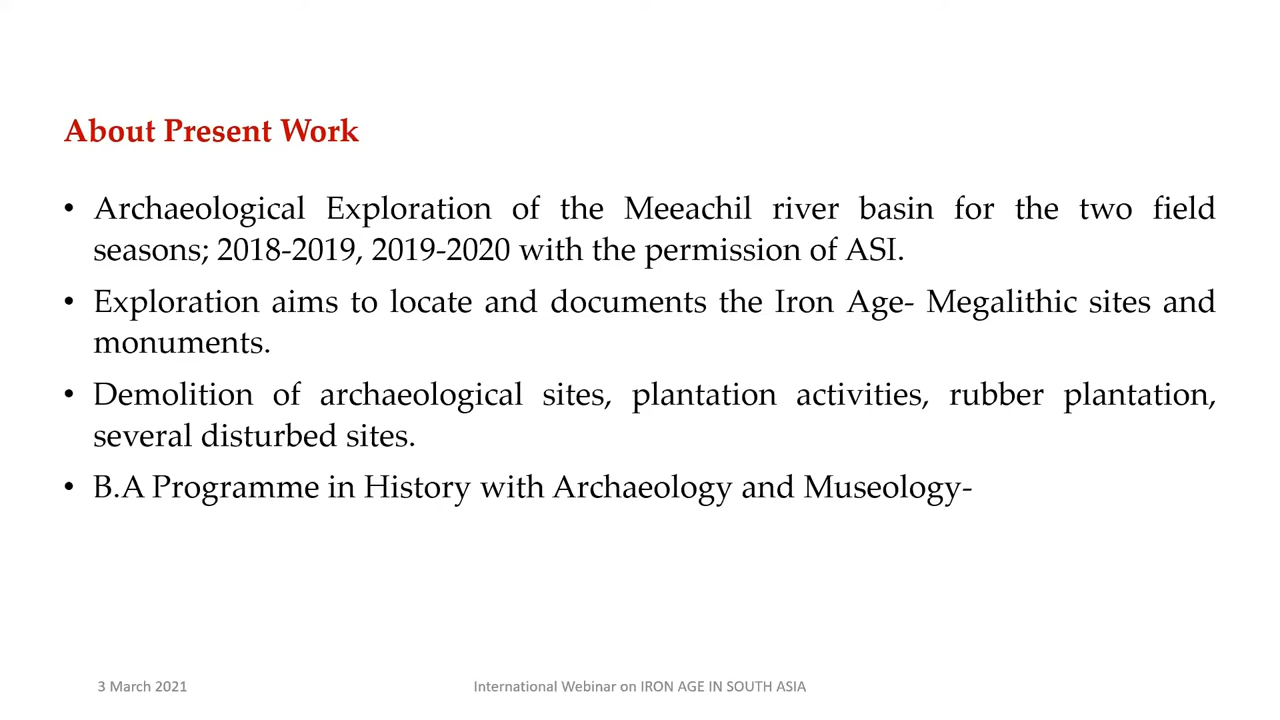 About Present Work
• Archaeological Exploration of the Meeachil river basin for the two field
seasons; 2018-2019, 2019-2020 with the permission of ASI.
• Exploration aims to locate and documents the Iron Age- Megalithic sites and
monuments.
• Demolition of archaeological sites, plantation activities, rubber plantation,
several disturbed sites.
• B.A Programme in History with Archaeology and Museology-
3 March 2021
International Webinar on IRON AGE IN SOUTH ASIA